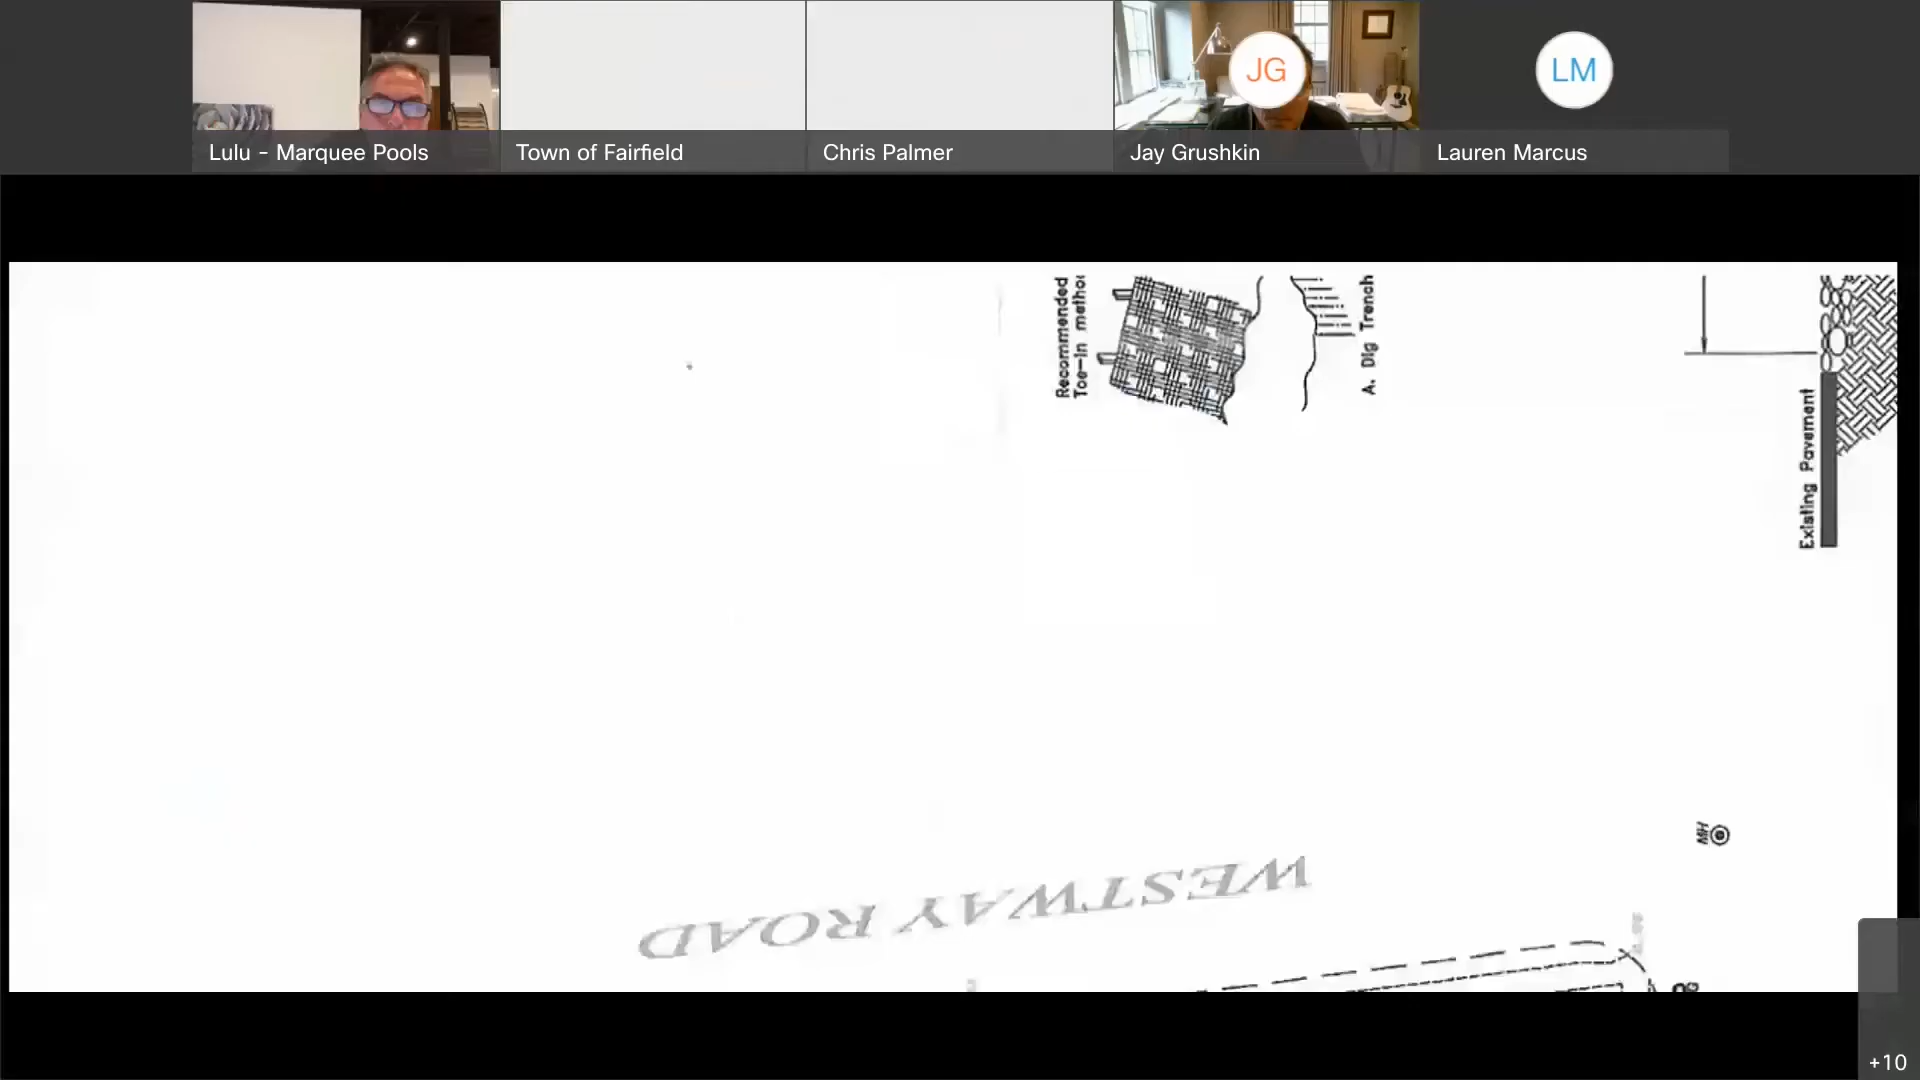 JG
LM
Lulu - Marquee Pools
Town of Fairfield
Chris Palmer
Jay Grushkin
Lauren Marcus
Recommended
Toe-in
A. Dig Trench
Existing Pavement
MH
WESTWAY ROAD
+10